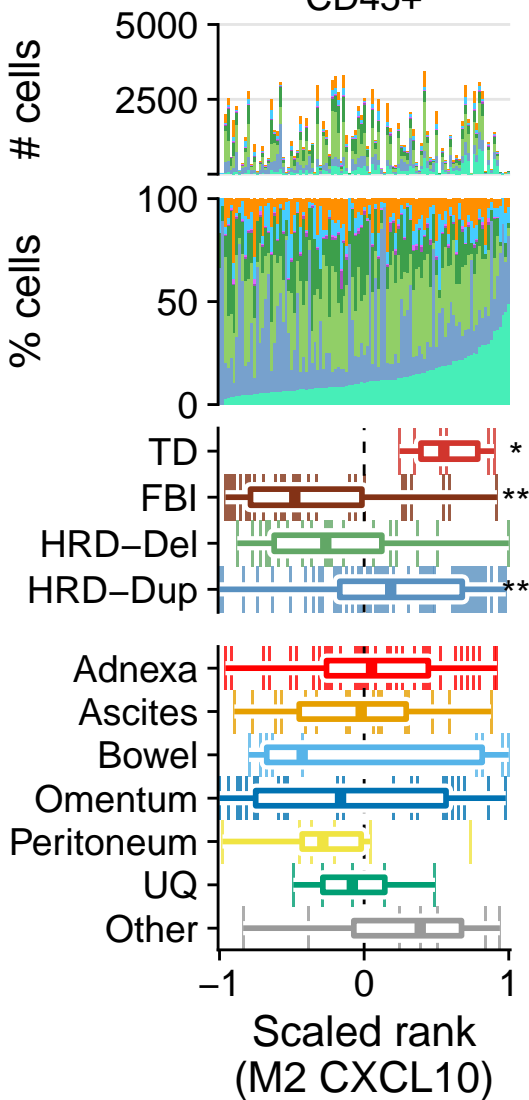 CD45+
5000
2500
# cells
100
50
0
% cells
TD
*
FBI
**
HRD−Del
HRD−Dup
**
Adnexa
Ascites
Bowel
Omentum
Peritoneum
UQ
Other
−1 0 1
Scaled rank
(M2 CXCL10)